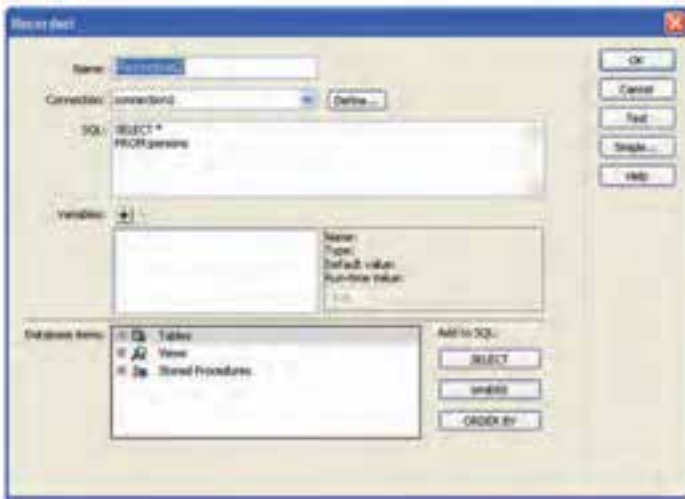 Recordset
Name:
Connection: connection1 Define...
SQL: SELECT *
FROM persons
Variables:
Name:
Type:
Default value:
Run-time Value:
Database items: Tables
Views
Stored Procedures
Add to SQL:
SELECT
WHERE
ORDER BY
OK
Cancel
Test
Simple...
Help